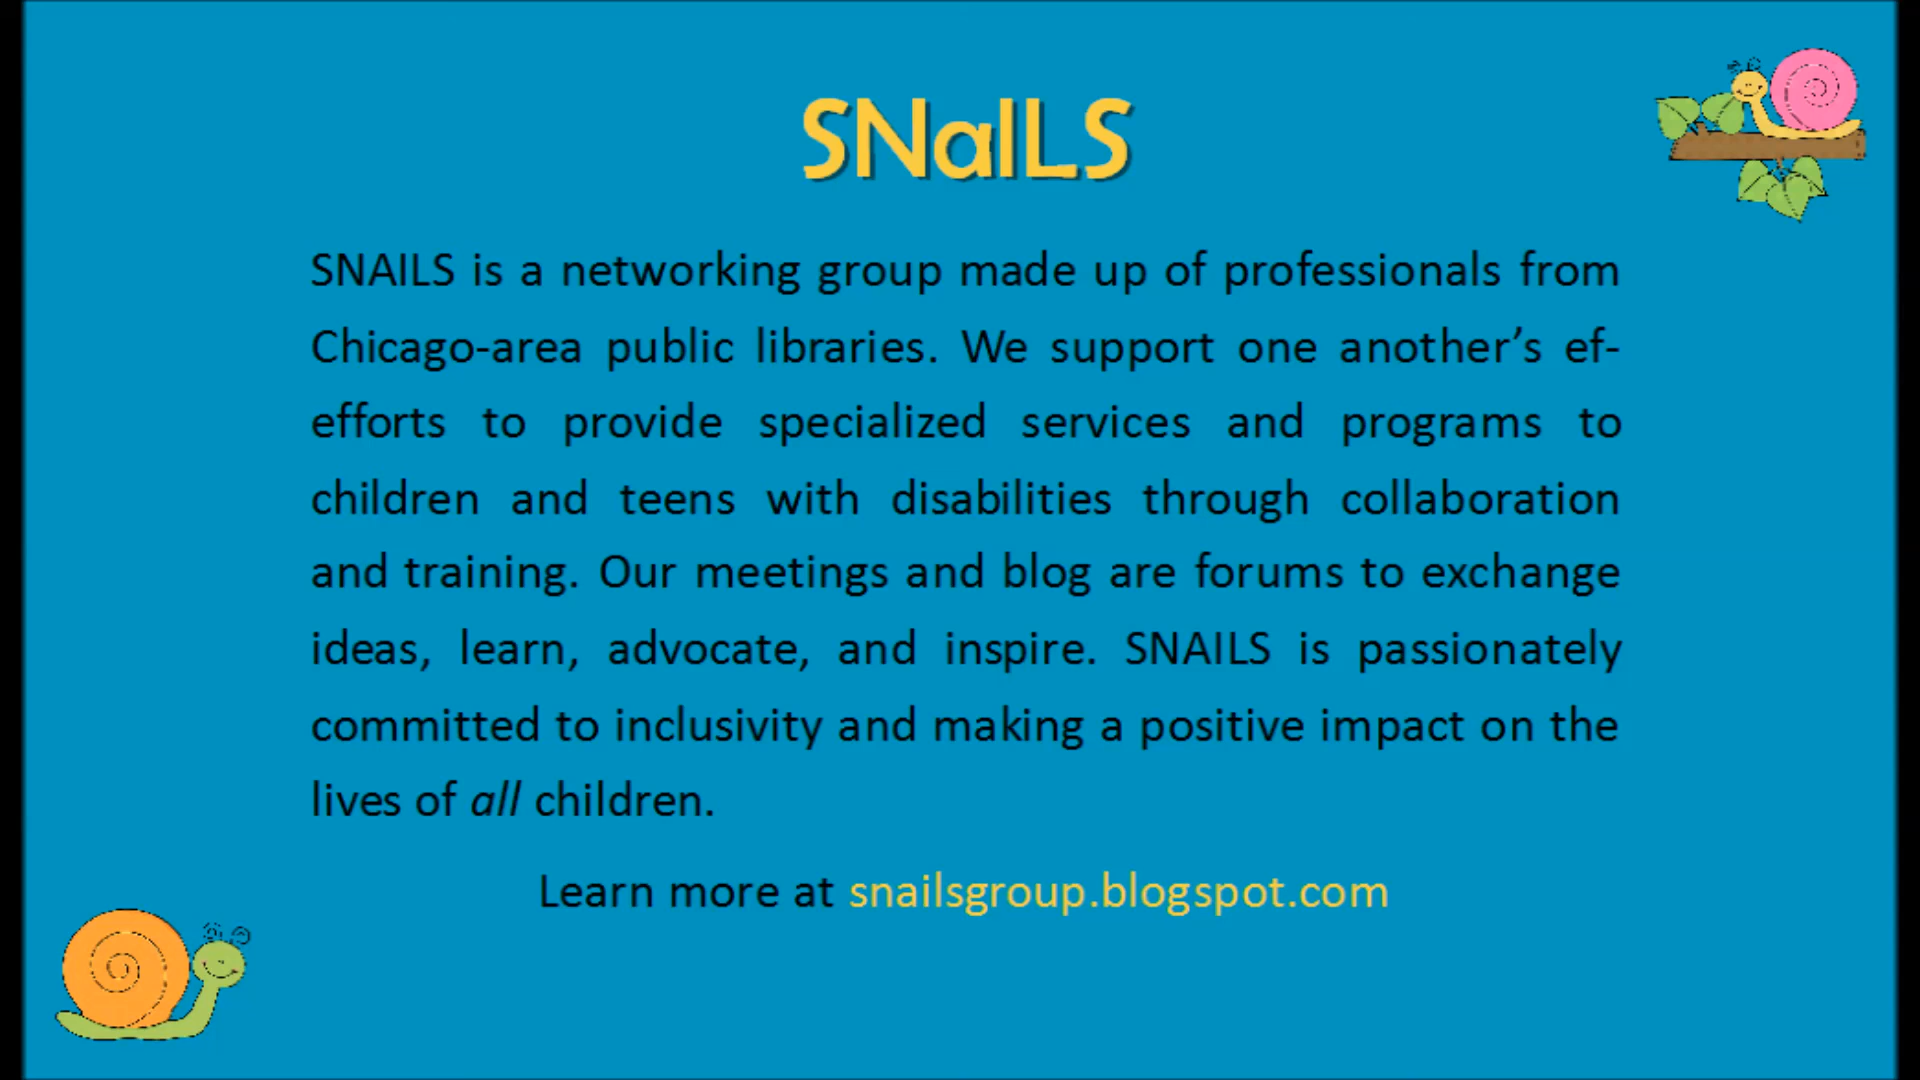 SNaILS
SNAILS is a networking group made up of professionals from
Chicago-area public libraries. We support one another’s ef-
efforts to provide specialized services and programs to
children and teens with disabilities through collaboration
and training. Our meetings and blog are forums to exchange
ideas, learn, advocate, and inspire. SNAILS is passionately
committed to inclusivity and making a positive impact on the
lives of all children.
Learn more at snailsgroup.blogspot.com